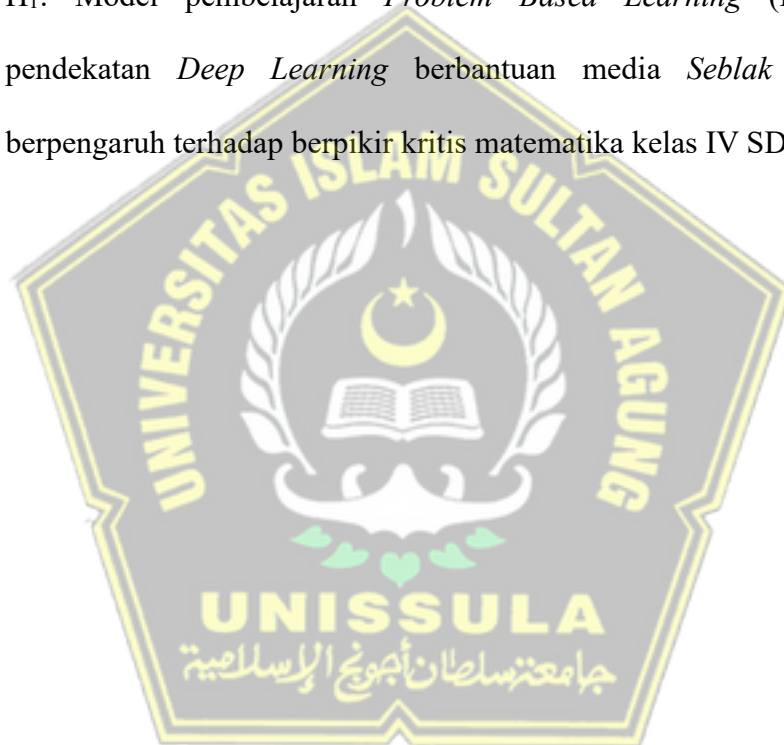 H₁: Model pembelajaran Problem Based Learning (
pendekatan Deep Learning berbantuan media Seblak
berpengaruh terhadap berpikir kritis matematika kelas IV SD
UNIVERSITAS ISLAM SULTAN AGUNG
UNISSULA
جامعة سلطان أجونج الإسلامية